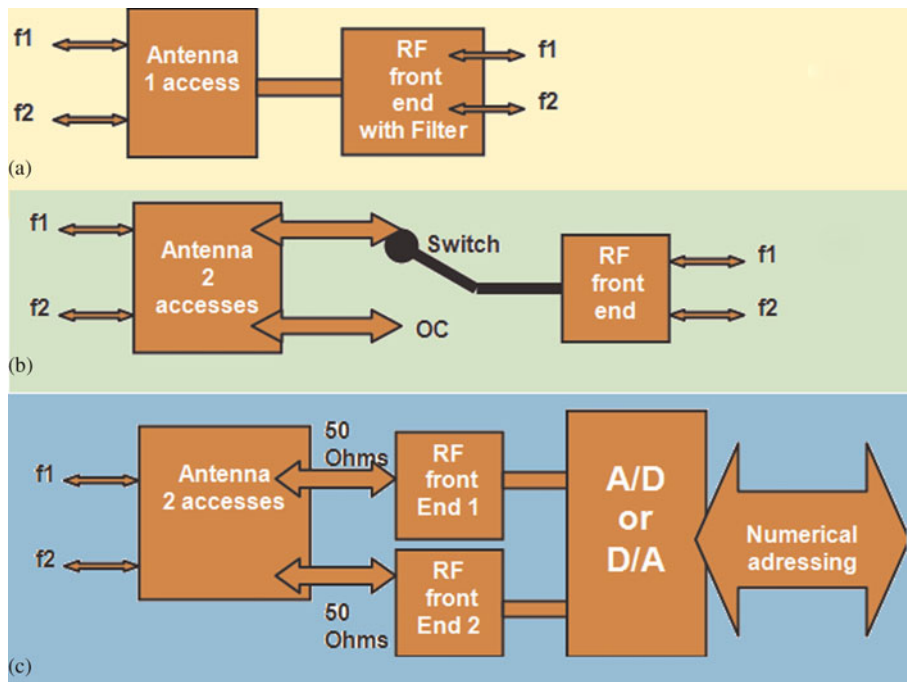 f1
f2
Antenna
1 access
RF
front
end
with Filter
f1
f2
(a)
f1
f2
Antenna
2
accesses
Switch
OC
RF
front
end
f1
f2
(b)
f1
f2
Antenna
2 accesses
50
Ohms
50
Ohms
RF
front
End 1
RF
front
End 2
A/D
or
D/A
Numerical
adressing
(c)